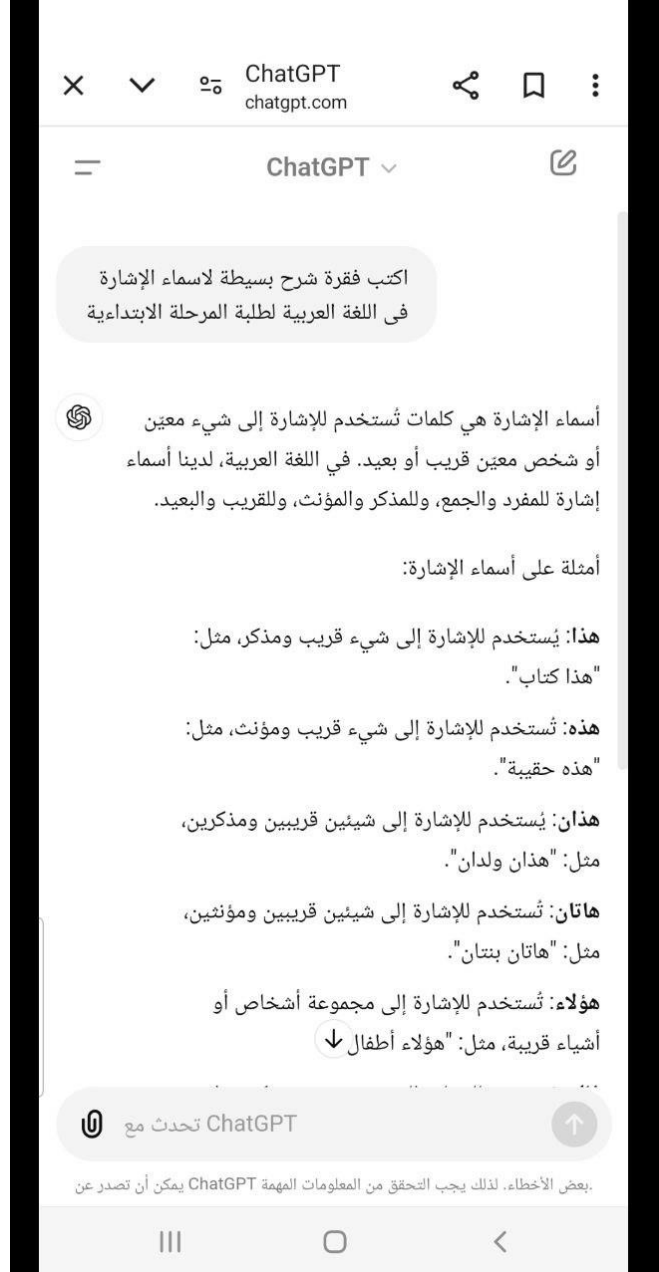 ChatGPT
chatgpt.com
ChatGPT
اكتب فقرة شرح بسيطة لاسماء الإشارة
فى اللغة العربية لطلبة المرحلة الابتداءية
أسماء الإشارة هي كلمات تُستخدم للإشارة إلى شيء معيّن
أو شخص معيّن قريب أو بعيد. في اللغة العربية، لدينا أسماء
إشارة للمفرد والجمع، وللمذكر والمؤنث، وللقريب والبعيد.
أمثلة على أسماء الإشارة:
هذا: يُستخدم للإشارة إلى شيء قريب ومذكر، مثل:
"هذا كتاب".
هذه: تُستخدم للإشارة إلى شيء قريب ومؤنث، مثل:
"هذه حقيبة".
هذان: يُستخدم للإشارة إلى شيئين قريبين ومذكرين،
مثل: "هذان ولدان".
هاتان: تُستخدم للإشارة إلى شيئين قريبين ومؤنثين،
مثل: "هاتان بنتان".
هؤلاء: تُستخدم للإشارة إلى مجموعة أشخاص أو
أشياء قريبة، مثل: "هؤلاء أطفال
تحدث مع ChatGPT
بعض الأخطاء. لذلك يجب التحقق من المعلومات المهمة ChatGPT يمكن أن تصدر عن.